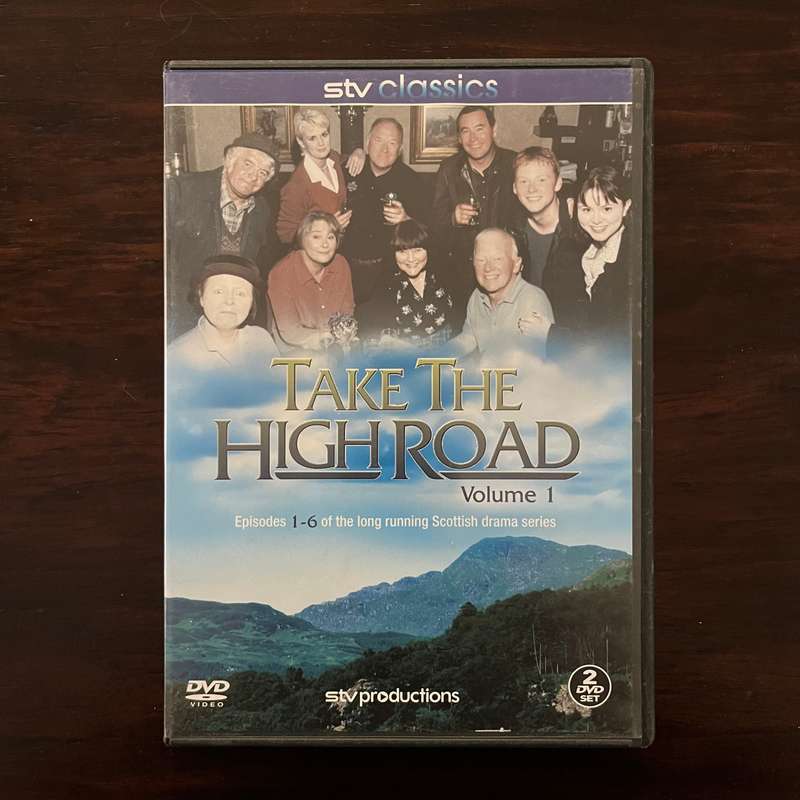 stv classics
TAKE THE
HIGH ROAD
Volume 1
Episodes 1-6 of the long running Scottish drama series
DVD
VIDEO
stv productions
2
DVD
SET